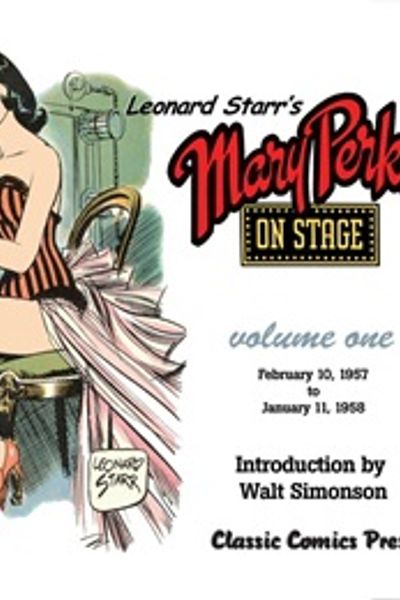 Leonard Starr's
Mary Perk
ON STAGE
volume one
February 10, 1957
to
January 11, 1958
Introduction by
Walt Simonson
Classic Comics Pre
LEONARD
STARR